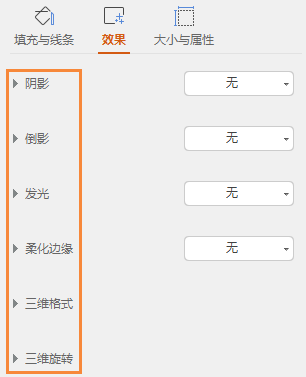 填充与线条 效果 大小与属性
阴影 无
倒影 无
发光 无
柔化边缘 无
三维格式
三维旋转